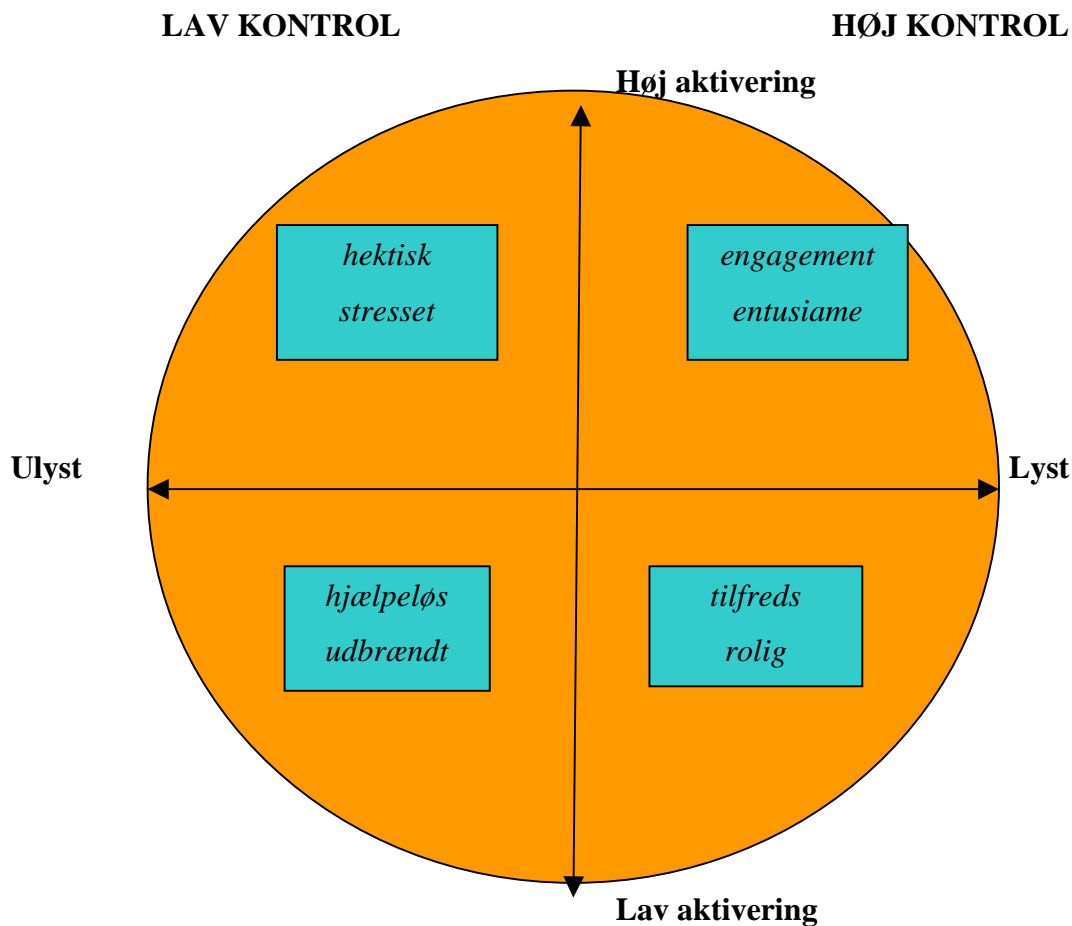 LAV KONTROL
HØJ KONTROL
Høj aktivering
hektisk
stresset
engagement
entusiame
Ulyst
Lyst
hjælpeløs
udbrændt
tilfreds
rolig
Lav aktivering